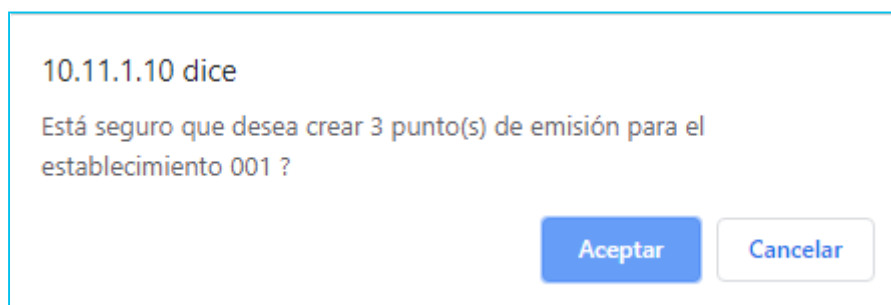 10.11.1.10 dice
Está seguro que desea crear 3 punto(s) de emisión para el
establecimiento 001 ?
Aceptar
Cancelar